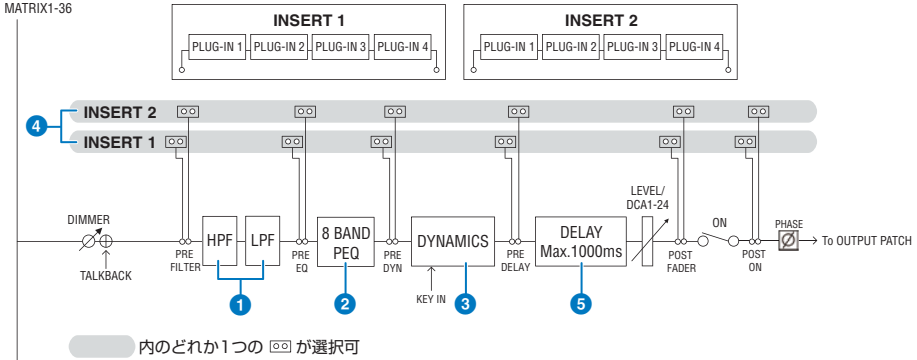 MATRIX1-36
INSERT 1
PLUG-IN 1 PLUG-IN 2 PLUG-IN 3 PLUG-IN 4
INSERT 2
PLUG-IN 1 PLUG-IN 2 PLUG-IN 3 PLUG-IN 4
4
INSERT 2
INSERT 1
DIMMER
TALKBACK
PRE
FILTER
HPF
LPF
1
PRE
EQ
8 BAND
PEQ
2
PRE
DYN
DYNAMICS
KEY IN
3
PRE
DELAY
DELAY
Max.1000ms
5
LEVEL/
DCA1-24
POST
FADER
ON
POST
ON
PHASE
To OUTPUT PATCH
内のどれか1つの が選択可